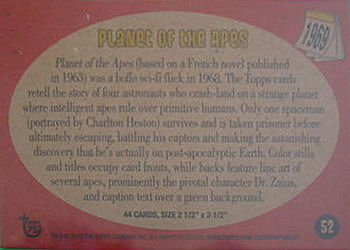 PLANET OF THE APES
1969
Planet of the Apes (based on a French novel published
in 1963) was a boffo sci-fi flick in 1968. The Topps cards
retell the story of four astronauts who crash-land on a strange planet
where intelligent apes rule over primitive humans. Only one spaceman
(portrayed by Charlton Heston) survives and is taken prisoner before
ultimately escaping, battling his captors and making the astonishing
discovery that he's actually on post-apocalyptic Earth. Color stills
and titles occupy card fronts, while backs feature line art of
several apes, prominently the pivotal character Dr. Zaius,
and caption text over a green background.
44 CARDS, SIZE 2 1/2" x 3 1/2"
75
52